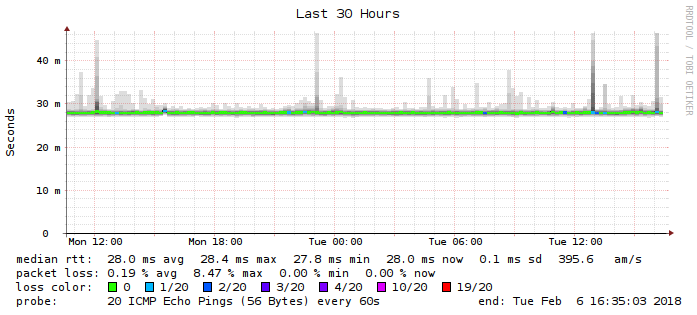 Last 30 Hours
RRDTOOL / TOBI OETIKER
Seconds
40 m
30 m
20 m
10 m
0
Mon 12:00 Mon 18:00 Tue 00:00 Tue 06:00 Tue 12:00
median rtt: 28.0 ms avg 28.4 ms max 27.8 ms min 28.0 ms now 0.1 ms sd 395.6 am/s
packet loss: 0.19 % avg 8.47 % max 0.00 % min 0.00 % now
loss color: 0 1/20 2/20 3/20 4/20 10/20 19/20
probe: 20 ICMP Echo Pings (56 Bytes) every 60s end: Tue Feb 6 16:35:03 2018